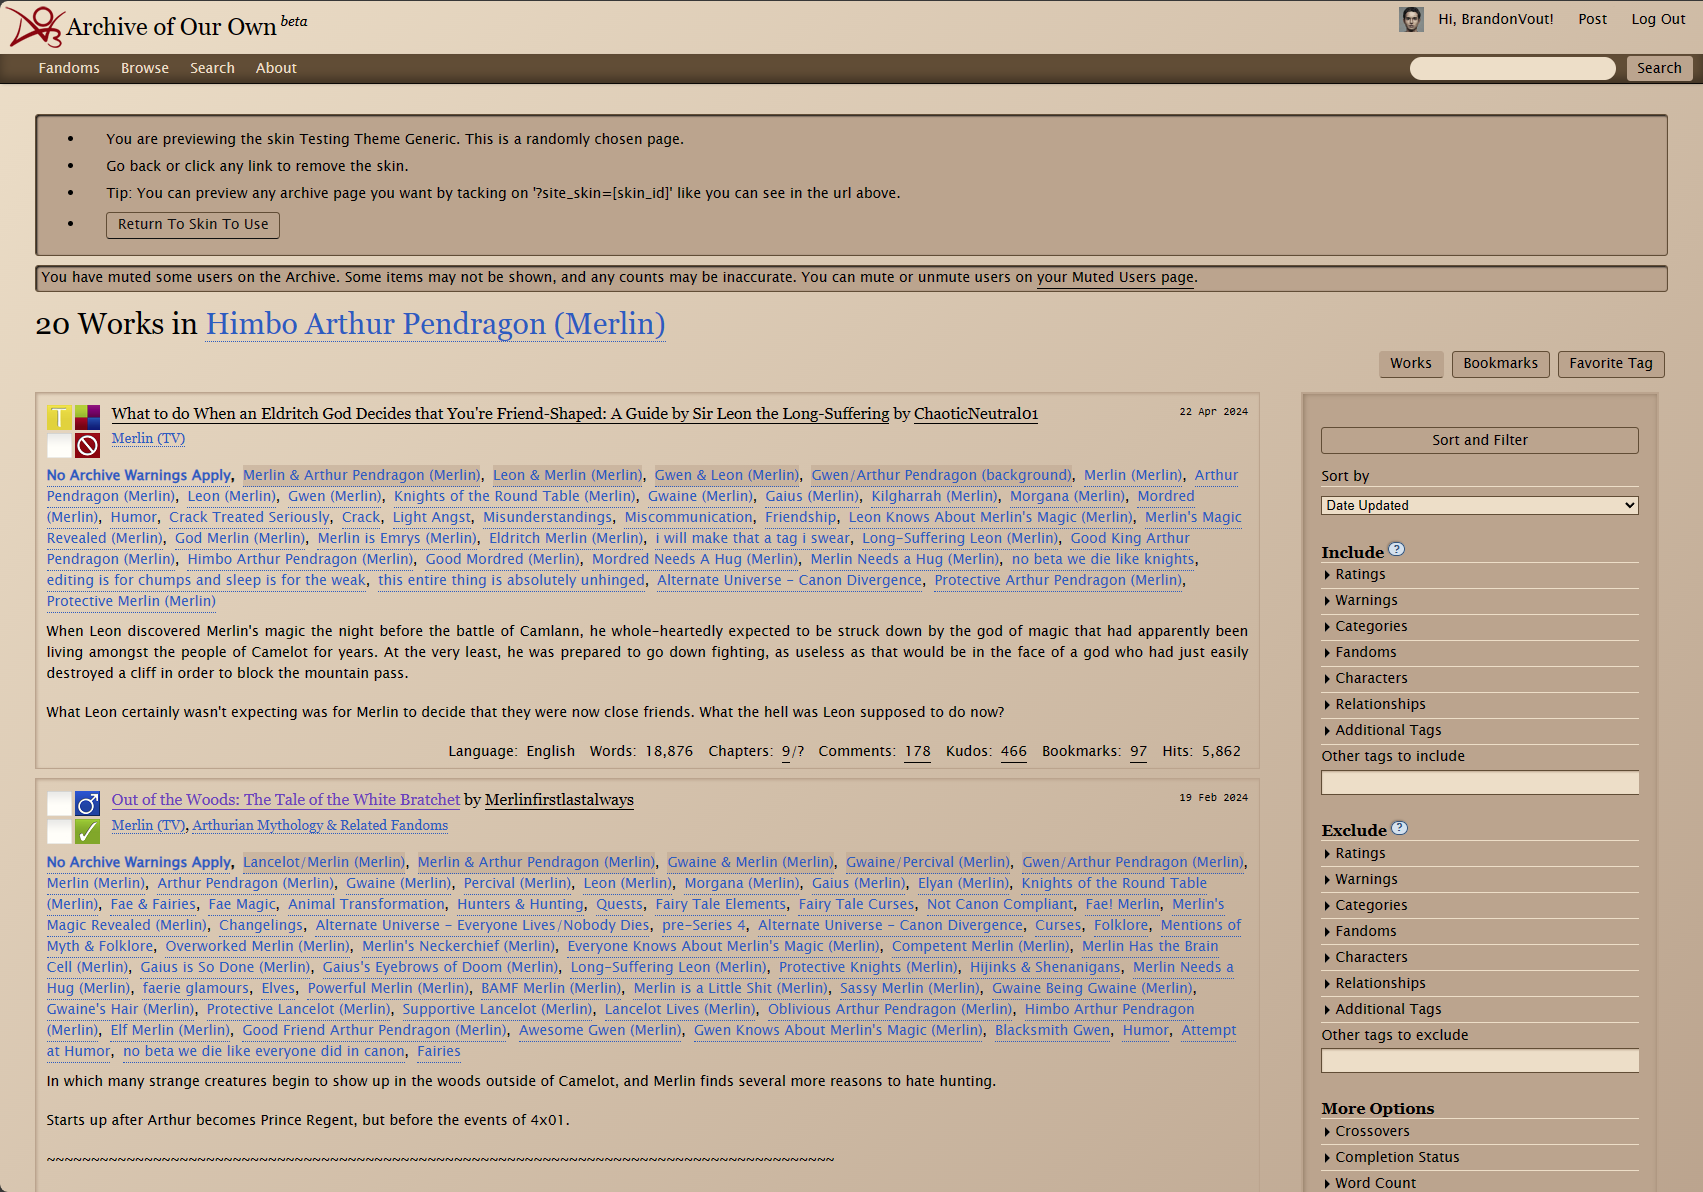 Archive of Our Own beta
Hi, BrandonVout! Post Log Out
Fandoms Browse Search About
Search
You are previewing the skin Testing Theme Generic. This is a randomly chosen page.
Go back or click any link to remove the skin.
Tip: You can preview any archive page you want by tacking on '?site_skin=[skin_id]' like you can see in the url above.
Return To Skin To Use
You have muted some users on the Archive. Some items may not be shown, and any counts may be inaccurate. You can mute or unmute users on your Muted Users page.
20 Works in Himbo Arthur Pendragon (Merlin)
Works Bookmarks Favorite Tag
T
What to do When an Eldritch God Decides that You're Friend-Shaped: A Guide by Sir Leon the Long-Suffering by ChaoticNeutral01
22 Apr 2024
Merlin (TV)
No Archive Warnings Apply, Merlin & Arthur Pendragon (Merlin), Leon & Merlin (Merlin), Gwen & Leon (Merlin), Gwen/Arthur Pendragon (background), Merlin (Merlin), Arthur
Pendragon (Merlin), Leon (Merlin), Gwen (Merlin), Knights of the Round Table (Merlin), Gwaine (Merlin), Gaius (Merlin), Kilgharrah (Merlin), Morgana (Merlin), Mordred
(Merlin), Humor, Crack Treated Seriously, Crack, Light Angst, Misunderstandings, Miscommunication, Friendship, Leon Knows About Merlin's Magic (Merlin), Merlin's Magic
Revealed (Merlin), God Merlin (Merlin), Merlin is Emrys (Merlin), Eldritch Merlin (Merlin), i will make that a tag i swear, Long-Suffering Leon (Merlin), Good King Arthur
Pendragon (Merlin), Himbo Arthur Pendragon (Merlin), Good Mordred (Merlin), Mordred Needs A Hug (Merlin), Merlin Needs a Hug (Merlin), no beta we die like knights,
editing is for chumps and sleep is for the weak, this entire thing is absolutely unhinged, Alternate Universe - Canon Divergence, Protective Arthur Pendragon (Merlin),
Protective Merlin (Merlin)
When Leon discovered Merlin's magic the night before the battle of Camlann, he whole-heartedly expected to be struck down by the god of magic that had apparently been
living amongst the people of Camelot for years. At the very least, he was prepared to go down fighting, as useless as that would be in the face of a god who had just easily
destroyed a cliff in order to block the mountain pass.
What Leon certainly wasn't expecting was for Merlin to decide that they were now close friends. What the hell was Leon supposed to do now?
Language: English Words: 18,876 Chapters: 9/? Comments: 178 Kudos: 466 Bookmarks: 97 Hits: 5,862
Out of the Woods: The Tale of the White Bratchet by Merlinfirstlastalways
19 Feb 2024
Merlin (TV), Arthurian Mythology & Related Fandoms
No Archive Warnings Apply, Lancelot/Merlin (Merlin), Merlin & Arthur Pendragon (Merlin), Gwaine & Merlin (Merlin), Gwaine/Percival (Merlin), Gwen/Arthur Pendragon (Merlin),
Merlin (Merlin), Arthur Pendragon (Merlin), Gwaine (Merlin), Percival (Merlin), Leon (Merlin), Morgana (Merlin), Gaius (Merlin), Elyan (Merlin), Knights of the Round Table
(Merlin), Fae & Fairies, Fae Magic, Animal Transformation, Hunters & Hunting, Quests, Fairy Tale Elements, Fairy Tale Curses, Not Canon Compliant, Fae! Merlin, Merlin's
Magic Revealed (Merlin), Changelings, Alternate Universe - Everyone Lives/Nobody Dies, pre-Series 4, Alternate Universe - Canon Divergence, Curses, Folklore, Mentions of
Myth & Folklore, Overworked Merlin (Merlin), Merlin's Neckerchief (Merlin), Everyone Knows About Merlin's Magic (Merlin), Competent Merlin (Merlin), Merlin Has the Brain
Cell (Merlin), Gaius is So Done (Merlin), Gaius's Eyebrows of Doom (Merlin), Long-Suffering Leon (Merlin), Protective Knights (Merlin), Hijinks & Shenanigans, Merlin Needs a
Hug (Merlin), faerie glamours, Elves, Powerful Merlin (Merlin), BAMF Merlin (Merlin), Merlin is a Little Shit (Merlin), Sassy Merlin (Merlin), Gwaine Being Gwaine (Merlin),
Gwaine's Hair (Merlin), Protective Lancelot (Merlin), Supportive Lancelot (Merlin), Lancelot Lives (Merlin), Oblivious Arthur Pendragon (Merlin), Himbo Arthur Pendragon
(Merlin), Elf Merlin (Merlin), Good Friend Arthur Pendragon (Merlin), Awesome Gwen (Merlin), Gwen Knows About Merlin's Magic (Merlin), Blacksmith Gwen, Humor, Attempt
at Humor, no beta we die like everyone did in canon, Fairies
In which many strange creatures begin to show up in the woods outside of Camelot, and Merlin finds several more reasons to hate hunting.
Starts up after Arthur becomes Prince Regent, but before the events of 4x01.
~~~~~~~~~~~~~~~~~~~~~~~~~~~~~~~~~~~~~~~~~~~~~~~~~~~~~~~~~~~~~~~~~~~~~~~~~~~~~~~~~~~~~~~~
Sort and Filter
Sort by
Date Updated
Include ?
Ratings
Warnings
Categories
Fandoms
Characters
Relationships
Additional Tags
Other tags to include
Exclude ?
Ratings
Warnings
Categories
Fandoms
Characters
Relationships
Additional Tags
Other tags to exclude
More Options
Crossovers
Completion Status
Word Count